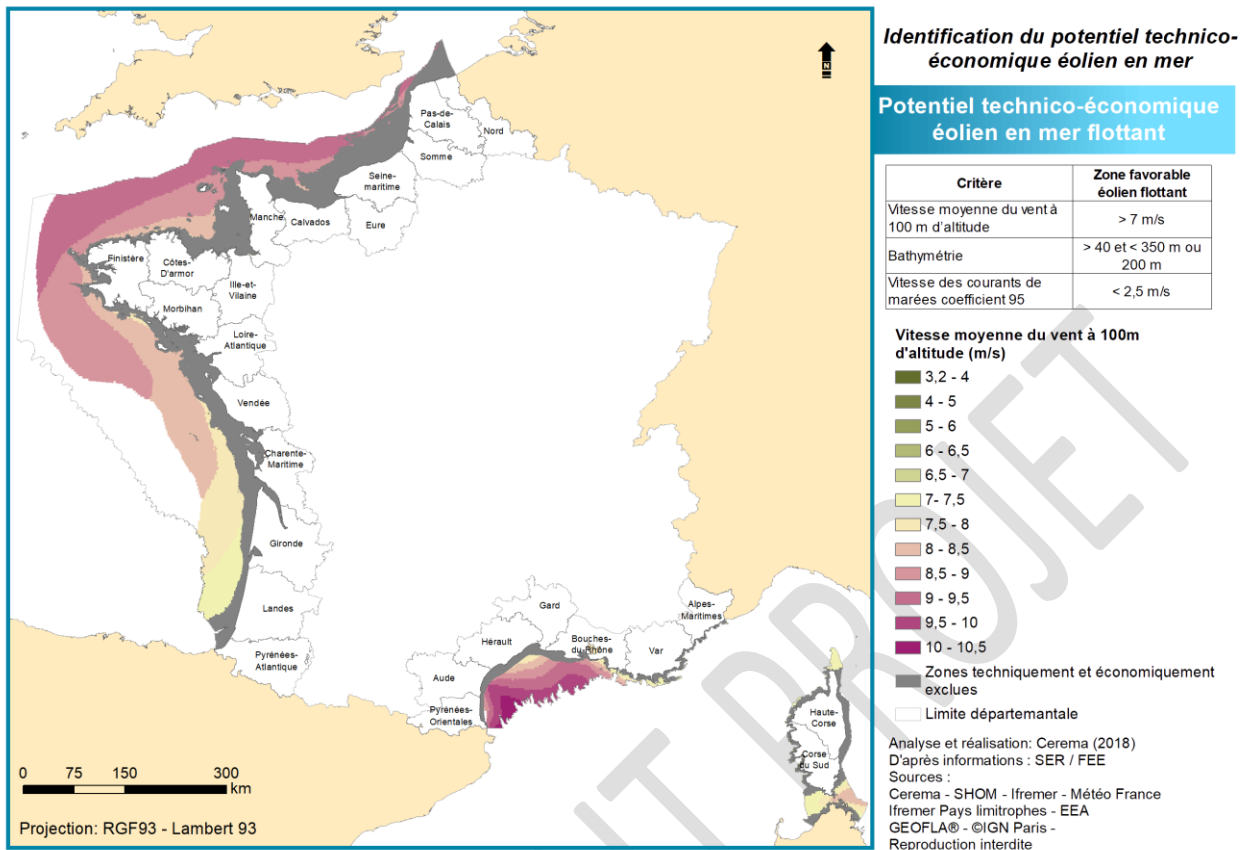 Identification du potentiel technico-
économique éolien en mer
Potentiel technico-économique
éolien en mer flottant
Critère
Zone favorable
éolien flottant
Vitesse moyenne du vent à
100 m d'altitude
> 7 m/s
Bathymétrie
> 40 et < 350 m ou
200 m
Vitesse des courants de
marées coefficient 95
< 2,5 m/s
Vitesse moyenne du vent à 100m
d'altitude (m/s)
3,2 - 4
4 - 5
5 - 6
6 - 6,5
6,5 - 7
7- 7,5
7,5 - 8
8 - 8,5
8,5 - 9
9 - 9,5
9,5 - 10
10 - 10,5
Zones techniquement et économiquement
exclues
Limite départementale
Analyse et réalisation: Cerema (2018)
D'après informations : SER / FEE
Sources :
Cerema - SHOM - Ifremer - Météo France
Ifremer Pays limitrophes - EEA
GEOFLA® - ©IGN Paris -
Reproduction interdite
N
Pas-de-
Calais
Nord
Somme
Seine-
maritime
Eure
Calvados
Manche
Finistère
Côtes-
D'armor
Ille-et-
Vilaine
Morbihan
Loire-
Atlantique
Vendée
Charente-
Maritime
Gironde
Landes
Pyrénées-
Atlantique
Gard
Hérault
Bouches-
du-Rhône
Var
Alpes-
Maritimes
Aude
Pyrénées-
Orientales
Haute-
Corse
Corse
du Sud
0 75 150 300
km
Projection: RGF93 - Lambert 93
T PROJET